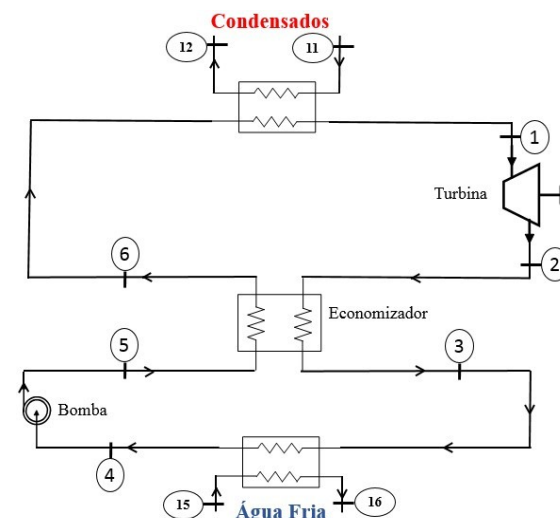 Condensados
12
11
1
Turbina
2
6
Economizador
5
3
Bomba
4
15
16
Água Fria